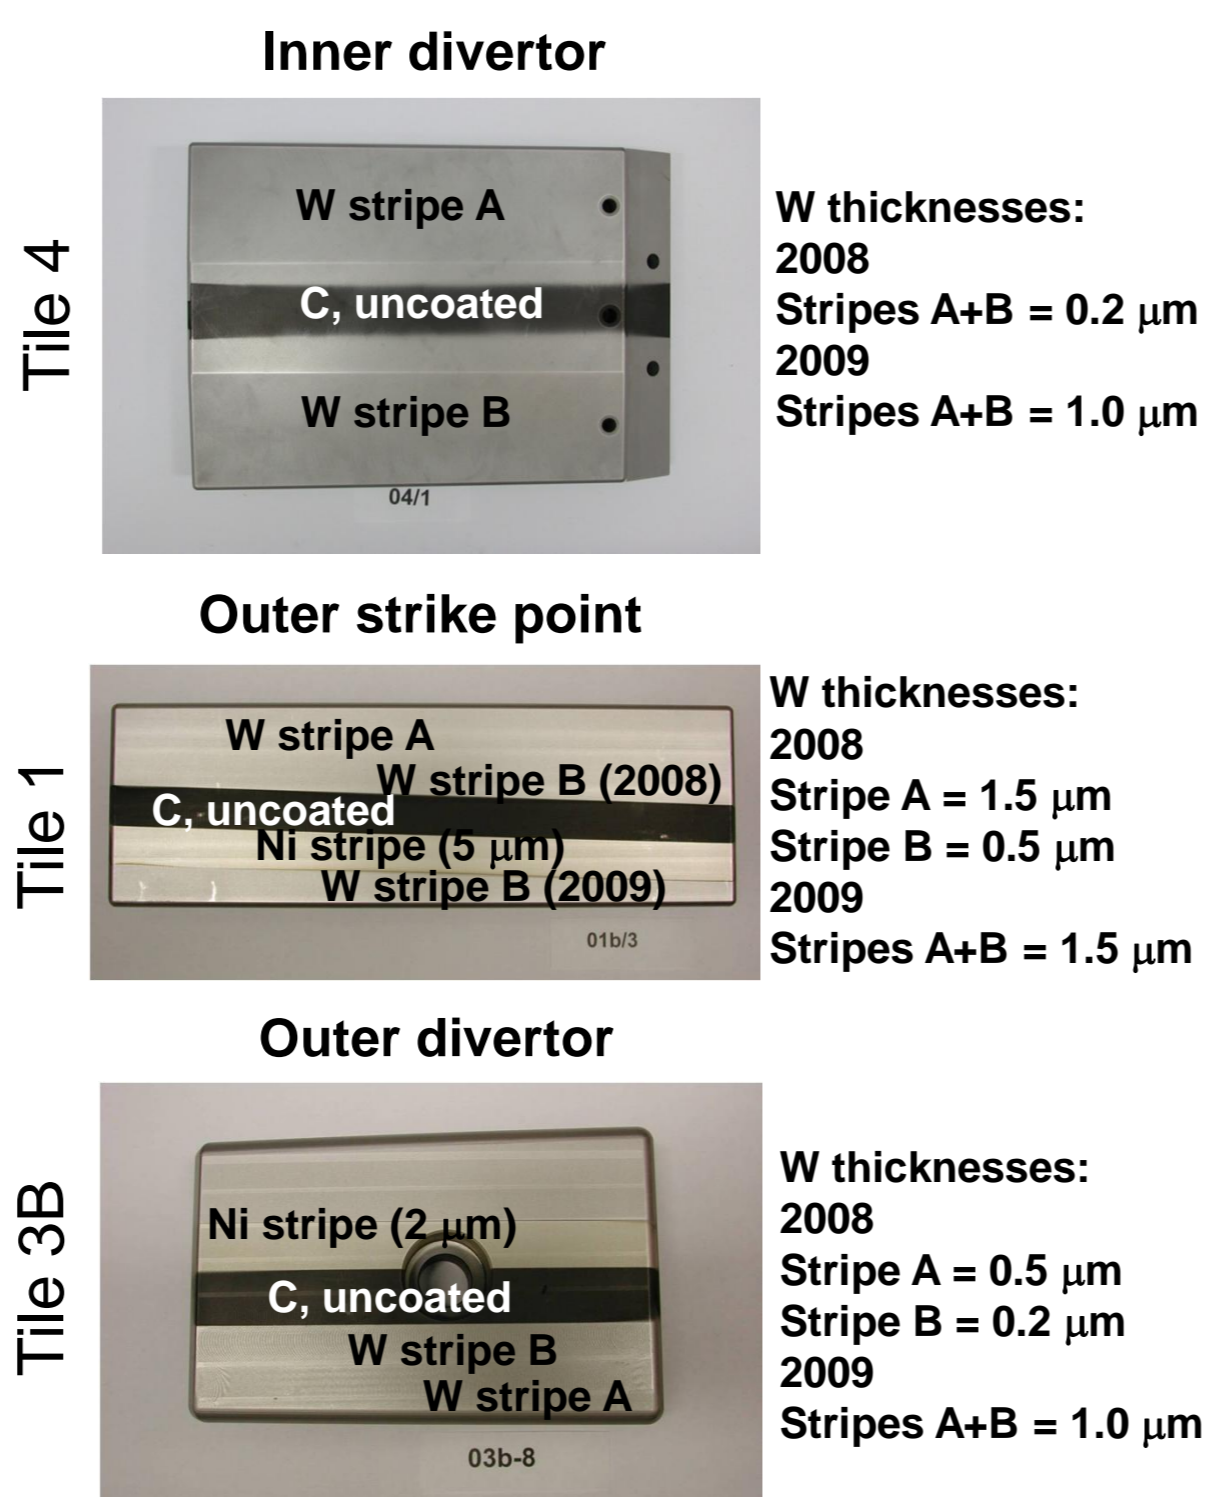 Inner divertor
Tile 4
W stripe A
C, uncoated
W stripe B
04/1
W thicknesses:
2008
Stripes A+B = 0.2 μm
2009
Stripes A+B = 1.0 μm
Outer strike point
Tile 1
W stripe A
W stripe B (2008)
C, uncoated
Ni stripe (5 μm)
W stripe B (2009)
01b/3
W thicknesses:
2008
Stripe A = 1.5 μm
Stripe B = 0.5 μm
2009
Stripes A+B = 1.5 μm
Outer divertor
Tile 3B
Ni stripe (2 μm)
C, uncoated
W stripe B
W stripe A
03b-8
W thicknesses:
2008
Stripe A = 0.5 μm
Stripe B = 0.2 μm
2009
Stripes A+B = 1.0 μm